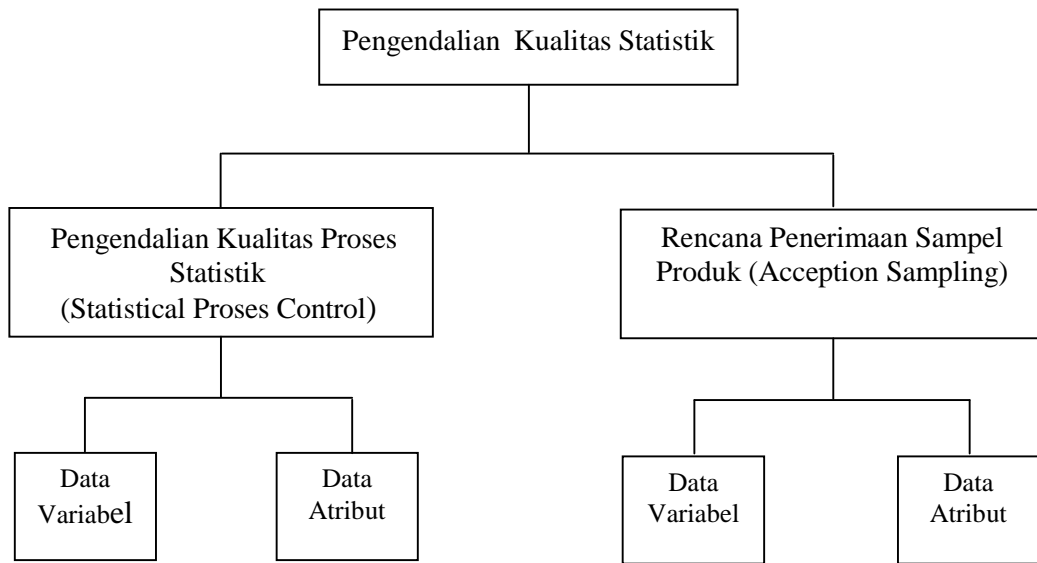 Pengendalian Kualitas Statistik
Pengendalian Kualitas Proses
Statistik
(Statistical Proses Control)
Rencana Penerimaan Sampel
Produk (Acception Sampling)
Data
Variabel
Data
Atribut
Data
Variabel
Data
Atribut